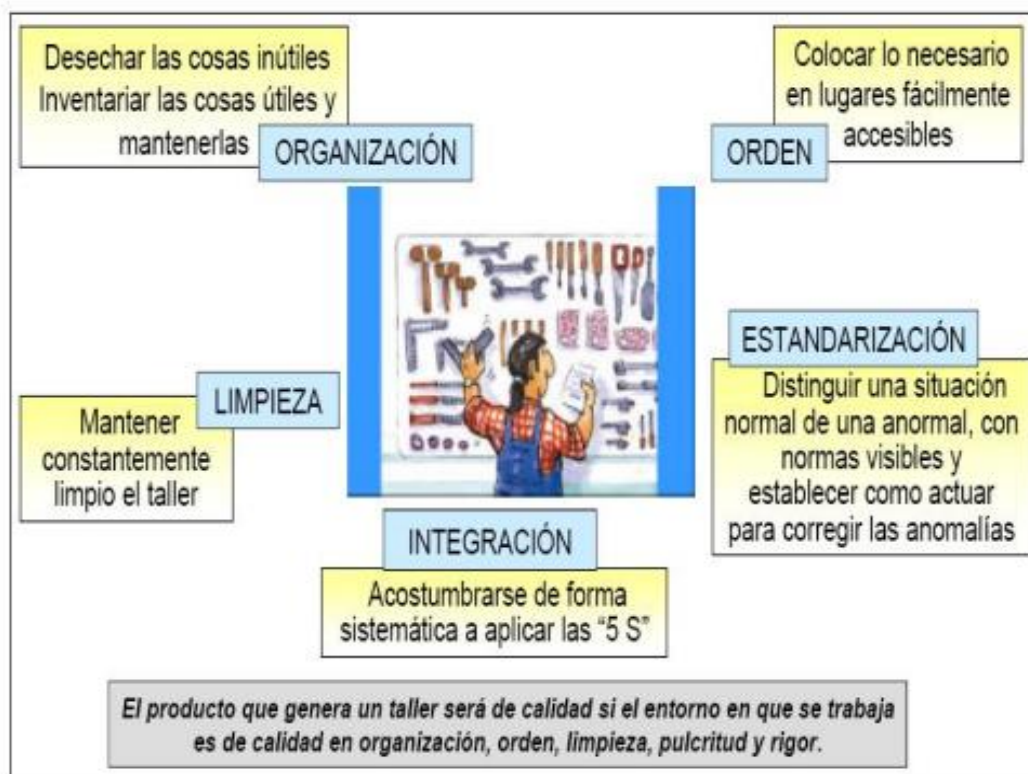 Desechar las cosas inútiles
Inventariar las cosas útiles y
mantenerlas
ORGANIZACIÓN
Colocar lo necesario
en lugares fácilmente
accesibles
ORDEN
LIMPIEZA
Mantener
constantemente
limpio el taller
ESTANDARIZACIÓN
Distinguir una situación
normal de una anormal, con
normas visibles y
establecer como actuar
para corregir las anomalías
INTEGRACIÓN
Acostumbrarse de forma
sistemática a aplicar las “5 S”
El producto que genera un taller será de calidad si el entorno en que se trabaja
es de calidad en organización, orden, limpieza, pulcritud y rigor.